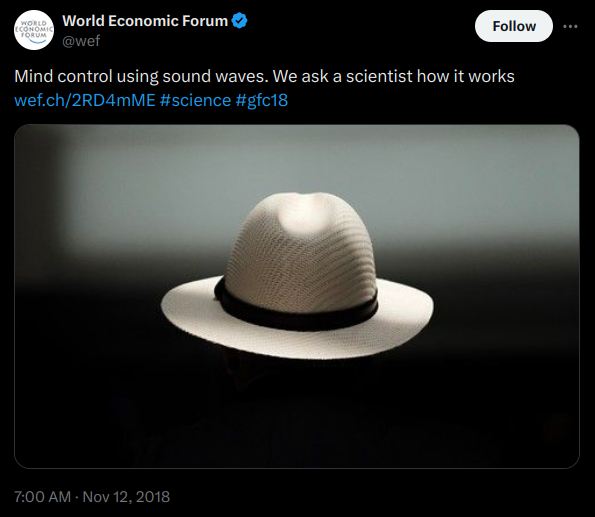 WORLD
ECONOMIC
FORUM
World Economic Forum
@wef
Follow
Mind control using sound waves. We ask a scientist how it works
wef.ch/2RD4mME #science #gfc18
7:00 AM · Nov 12, 2018